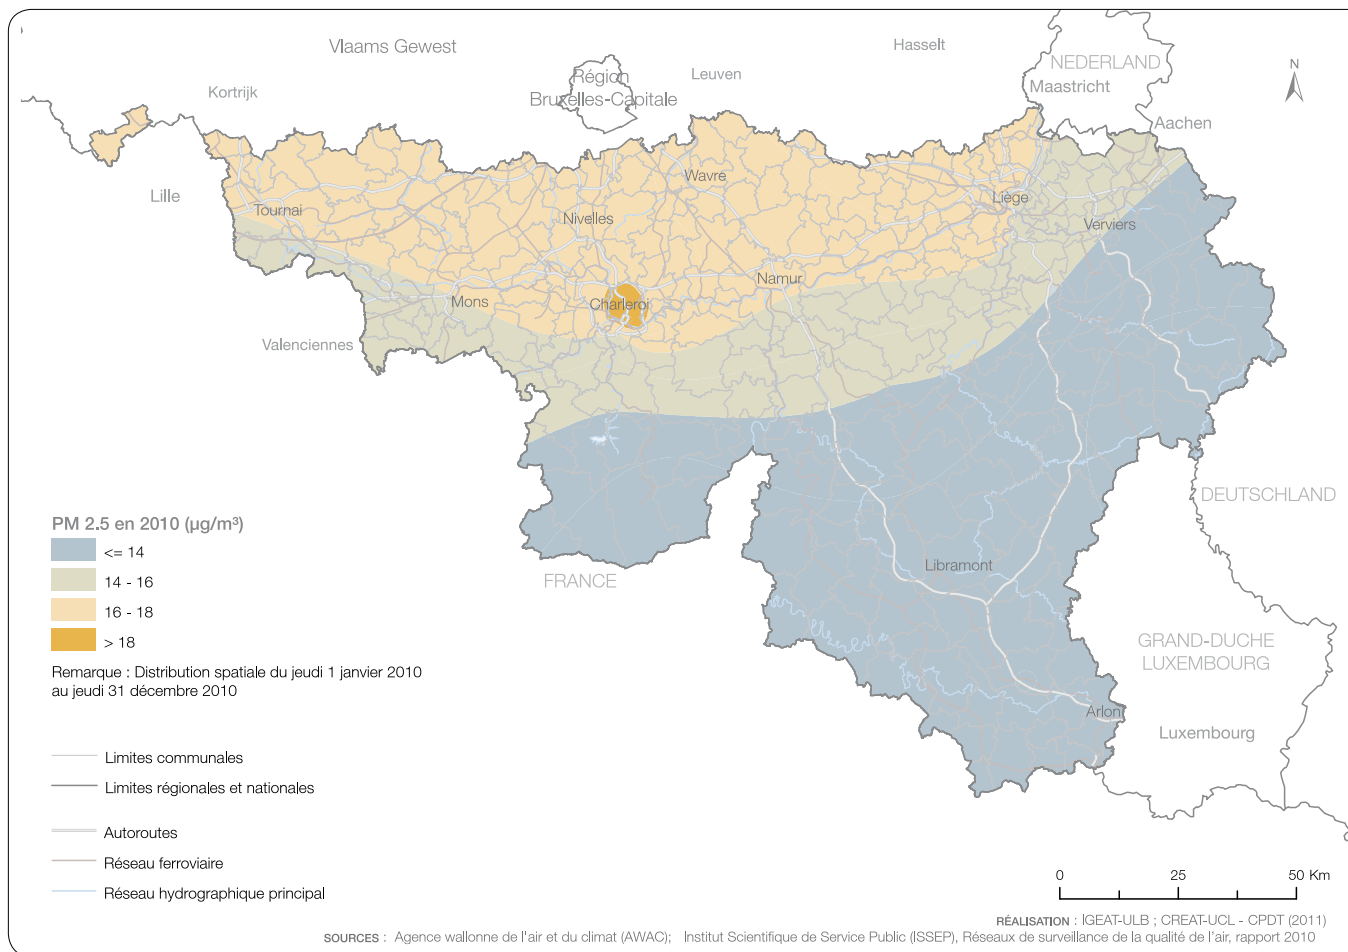 Vlaams Gewest
Hasselt
NEDERLAND
Maastricht
N
Région
Bruxelles-Capitale
Leuven
Kortrijk
Aachen
Lille
Wavre
Liège
Tournai
Nivelles
Verviers
Namur
Mons
Charleroi
Valenciennes
DEUTSCHLAND
PM 2.5 en 2010 (µg/m³)
<= 14
14 - 16
16 - 18
> 18
FRANCE
Libramont
GRAND-DUCHE
LUXEMBOURG
Remarque : Distribution spatiale du jeudi 1 janvier 2010
au jeudi 31 décembre 2010
Arlon
Luxembourg
Limites communales
Limites régionales et nationales
Autoroutes
Réseau ferroviaire
Réseau hydrographique principal
0 25 50 Km
RÉALISATION : IGEAT-ULB ; CREAT-UCL - CPDT (2011)
SOURCES : Agence wallonne de l'air et du climat (AWAC); Institut Scientifique de Service Public (ISSEP), Réseaux de surveillance de la qualité de l'air, rapport 2010